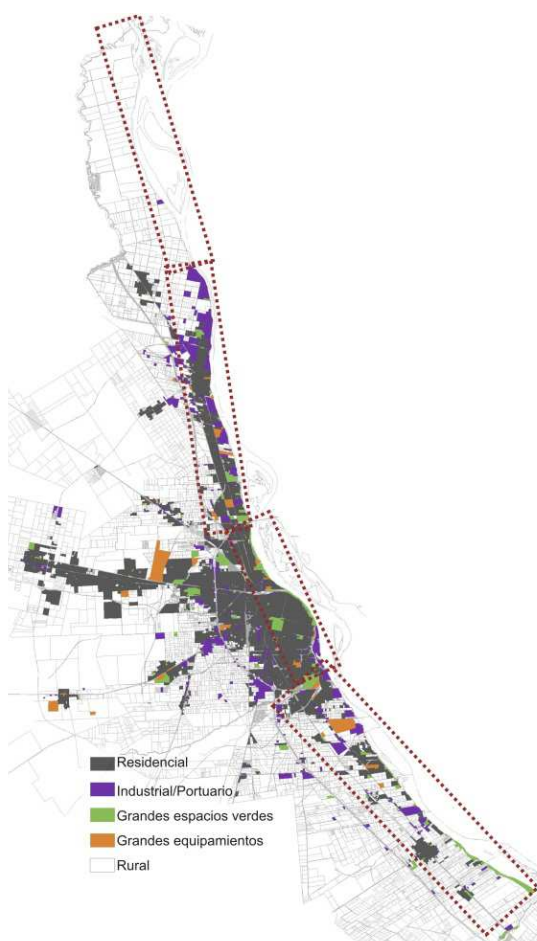 Residencial
Industrial/Portuario
Grandes espacios verdes
Grandes equipamientos
Rural